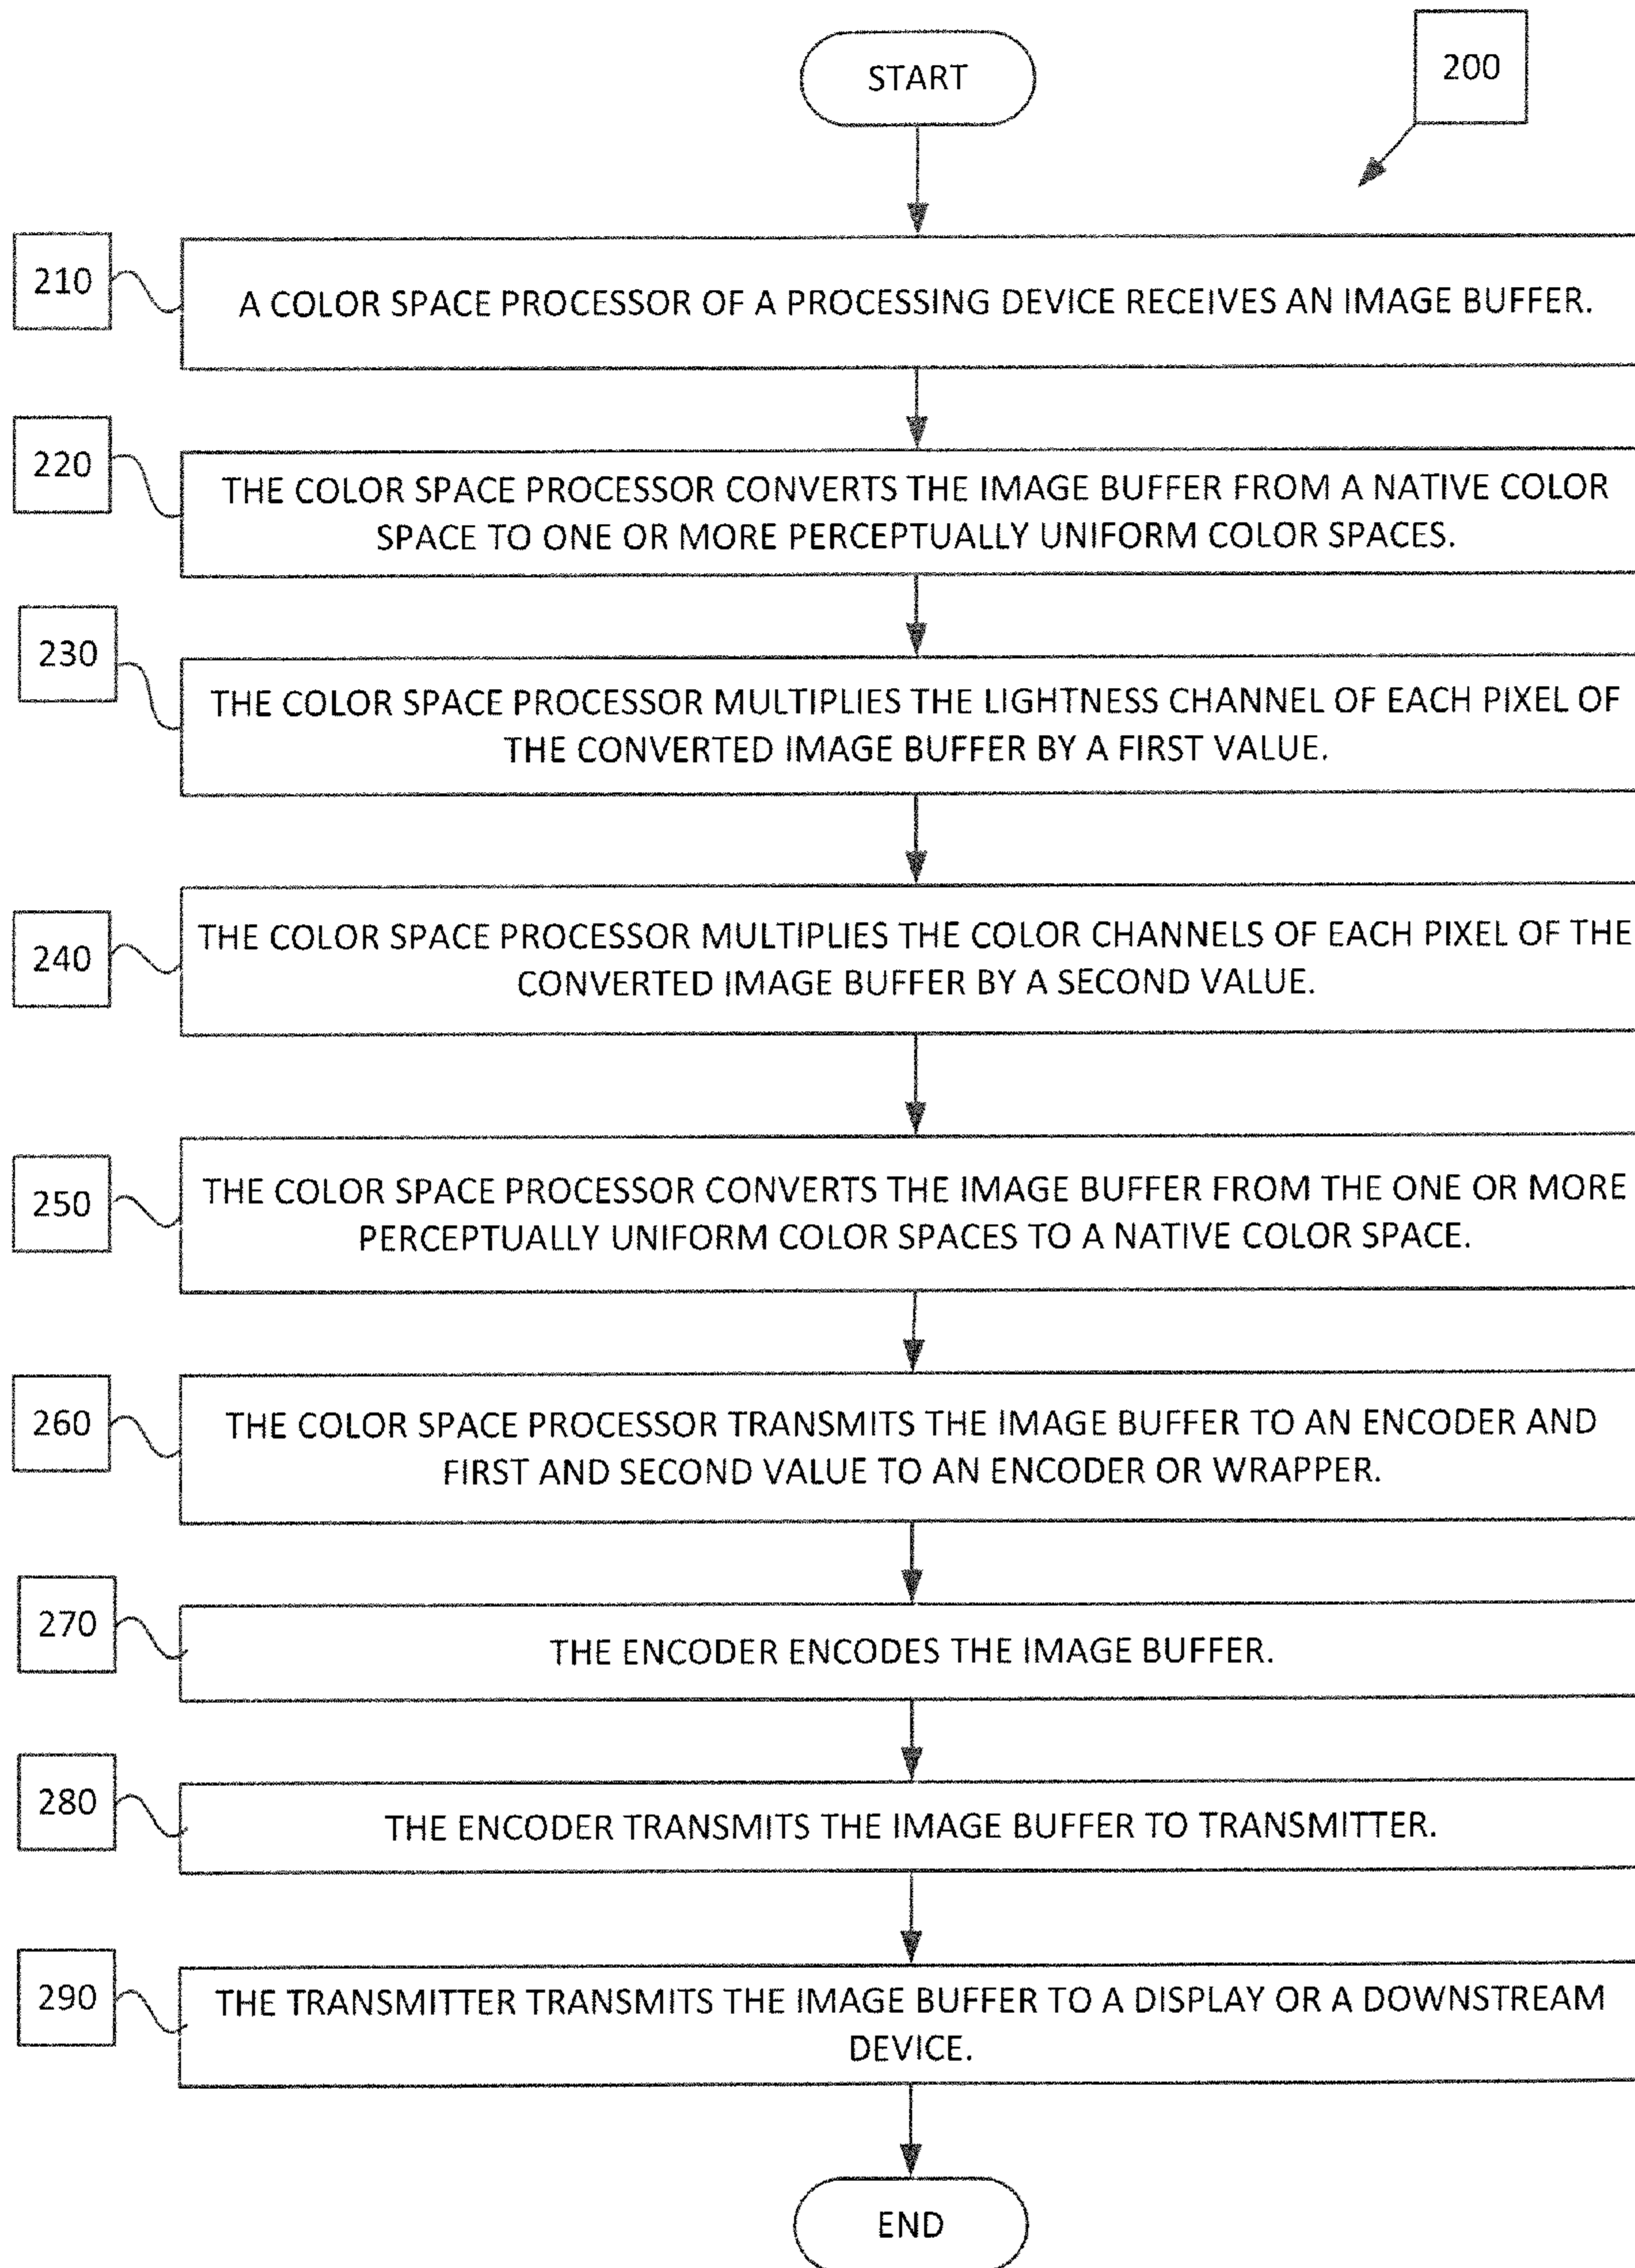 START
200
210
A COLOR SPACE PROCESSOR OF A PROCESSING DEVICE RECEIVES AN IMAGE BUFFER.
220
THE COLOR SPACE PROCESSOR CONVERTS THE IMAGE BUFFER FROM A NATIVE COLOR
SPACE TO ONE OR MORE PERCEPTUALLY UNIFORM COLOR SPACES.
230
THE COLOR SPACE PROCESSOR MULTIPLIES THE LIGHTNESS CHANNEL OF EACH PIXEL OF
THE CONVERTED IMAGE BUFFER BY A FIRST VALUE.
240
THE COLOR SPACE PROCESSOR MULTIPLIES THE COLOR CHANNELS OF EACH PIXEL OF THE
CONVERTED IMAGE BUFFER BY A SECOND VALUE.
250
THE COLOR SPACE PROCESSOR CONVERTS THE IMAGE BUFFER FROM THE ONE OR MORE
PERCEPTUALLY UNIFORM COLOR SPACES TO A NATIVE COLOR SPACE.
260
THE COLOR SPACE PROCESSOR TRANSMITS THE IMAGE BUFFER TO AN ENCODER AND
FIRST AND SECOND VALUE TO AN ENCODER OR WRAPPER.
270
THE ENCODER ENCODES THE IMAGE BUFFER.
280
THE ENCODER TRANSMITS THE IMAGE BUFFER TO TRANSMITTER.
290
THE TRANSMITTER TRANSMITS THE IMAGE BUFFER TO A DISPLAY OR A DOWNSTREAM
DEVICE.
END